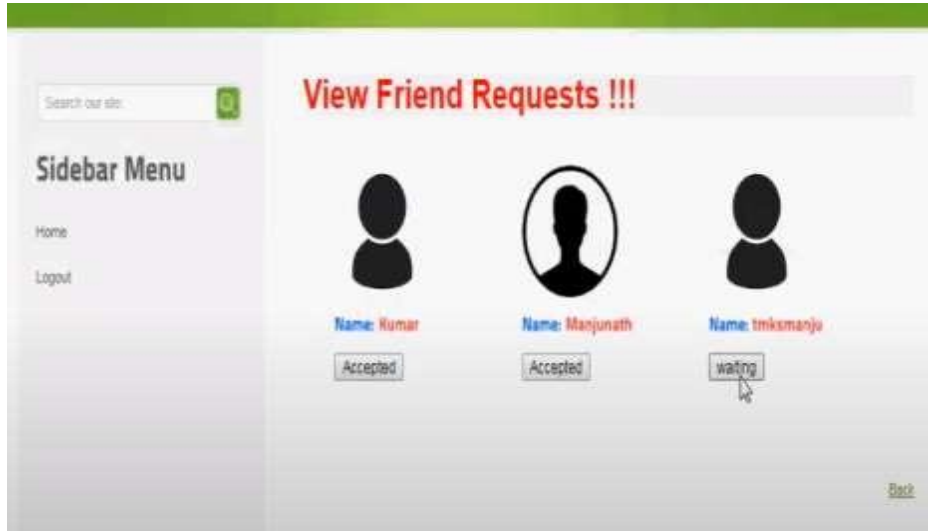 Search our site:
View Friend Requests !!!
Sidebar Menu
Home
Logout
Name: Kumar
Name: Manjunath
Name: tmksmanju
Accepted
Accepted
waiting
Back